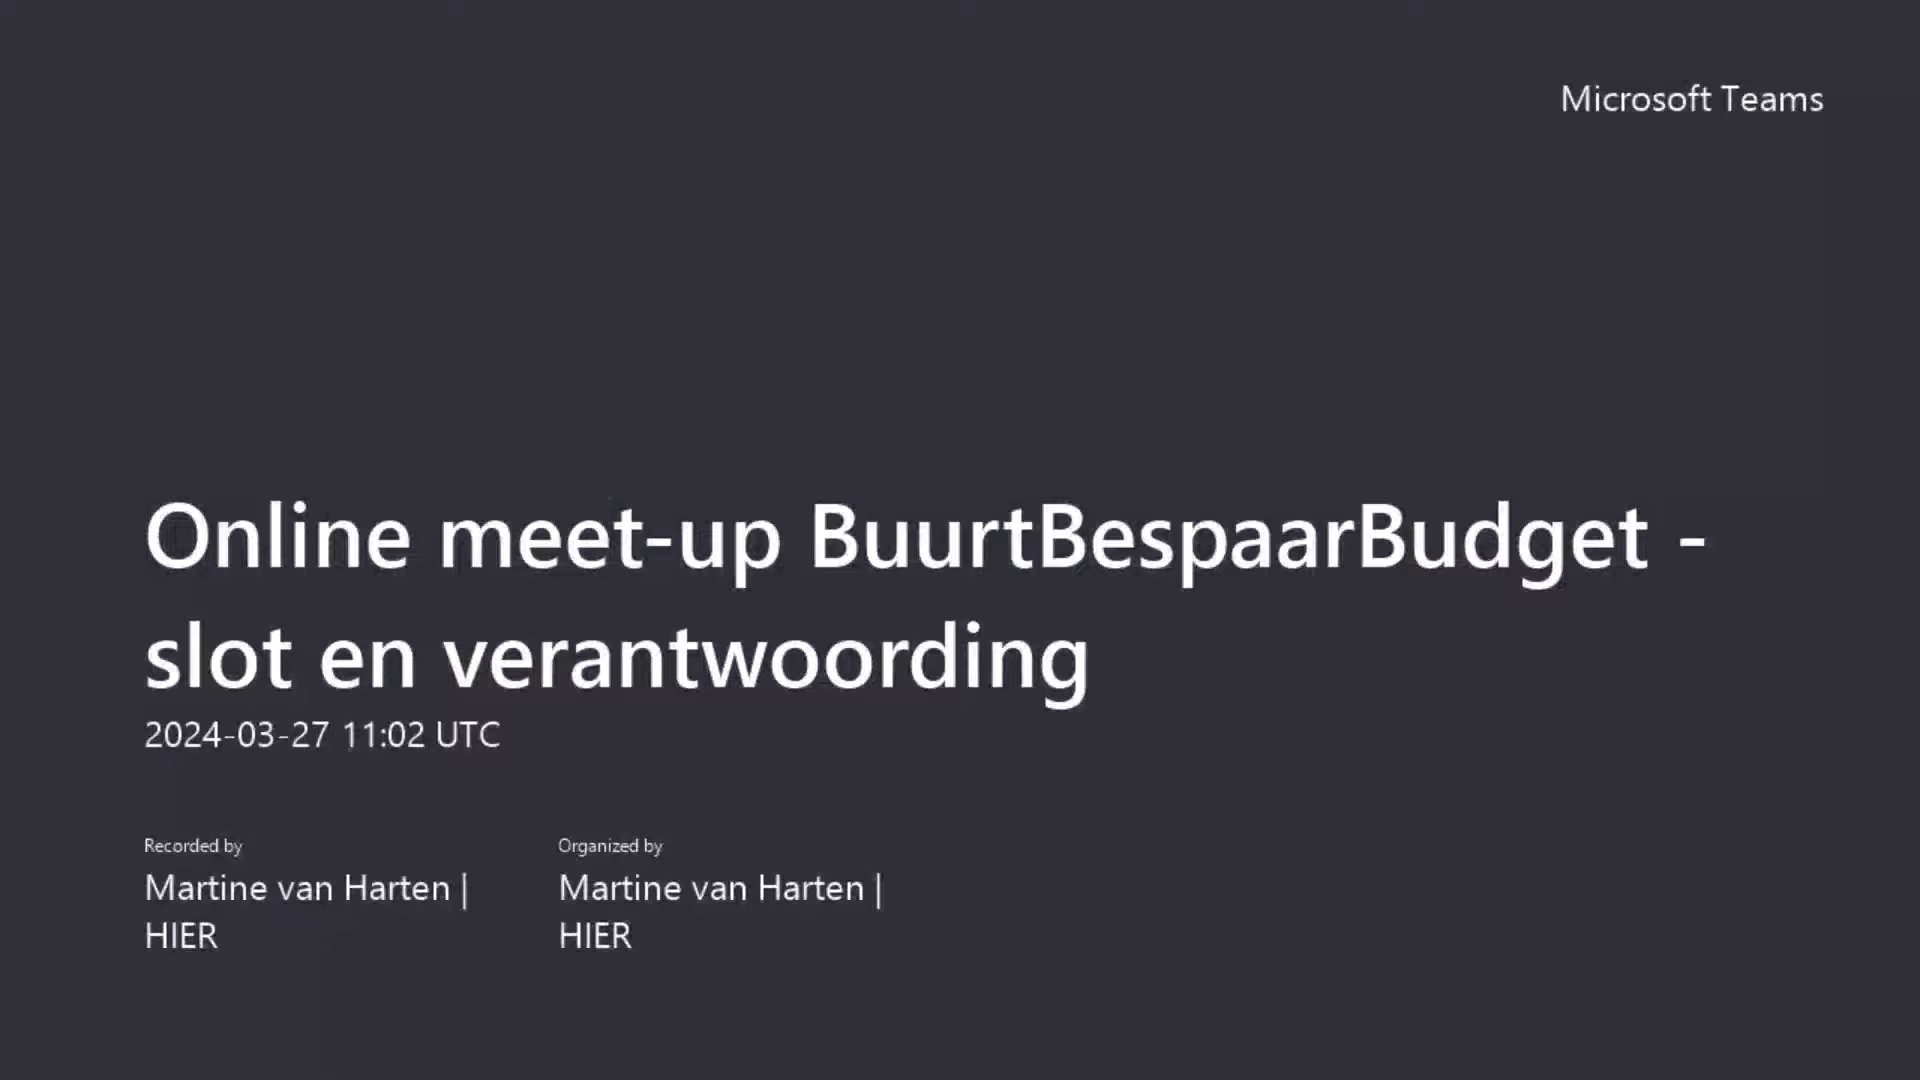 Microsoft Teams
Online meet-up BuurtBespaarBudget -
slot en verantwoording
2024-03-27 11:02 UTC
Recorded by
Martine van Harten |
HIER
Organized by
Martine van Harten |
HIER